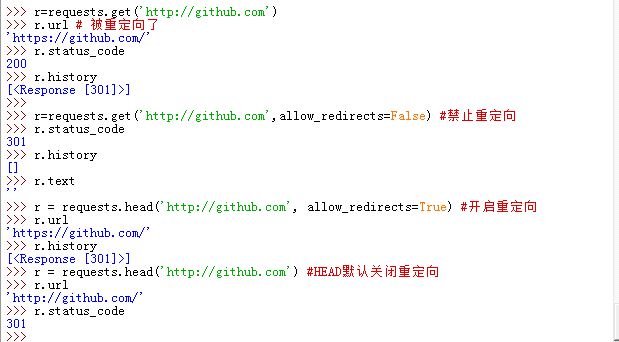 >>> r=requests.get('http://github.com')
>>> r.url # 被重定向了
'https://github.com/'
>>> r.status_code
200
>>> r.history
[<Response [301]>]
>>>
>>> r=requests.get('http://github.com',allow_redirects=False) #禁止重定向
>>> r.status_code
301
>>> r.history
[]
>>> r.text
''
>>> r = requests.head('http://github.com', allow_redirects=True) #开启重定向
>>> r.url
'https://github.com/'
>>> r.history
[<Response [301]>]
>>> r = requests.head('http://github.com') #HEAD默认关闭重定向
>>> r.url
'http://github.com/'
>>> r.status_code
301
>>>